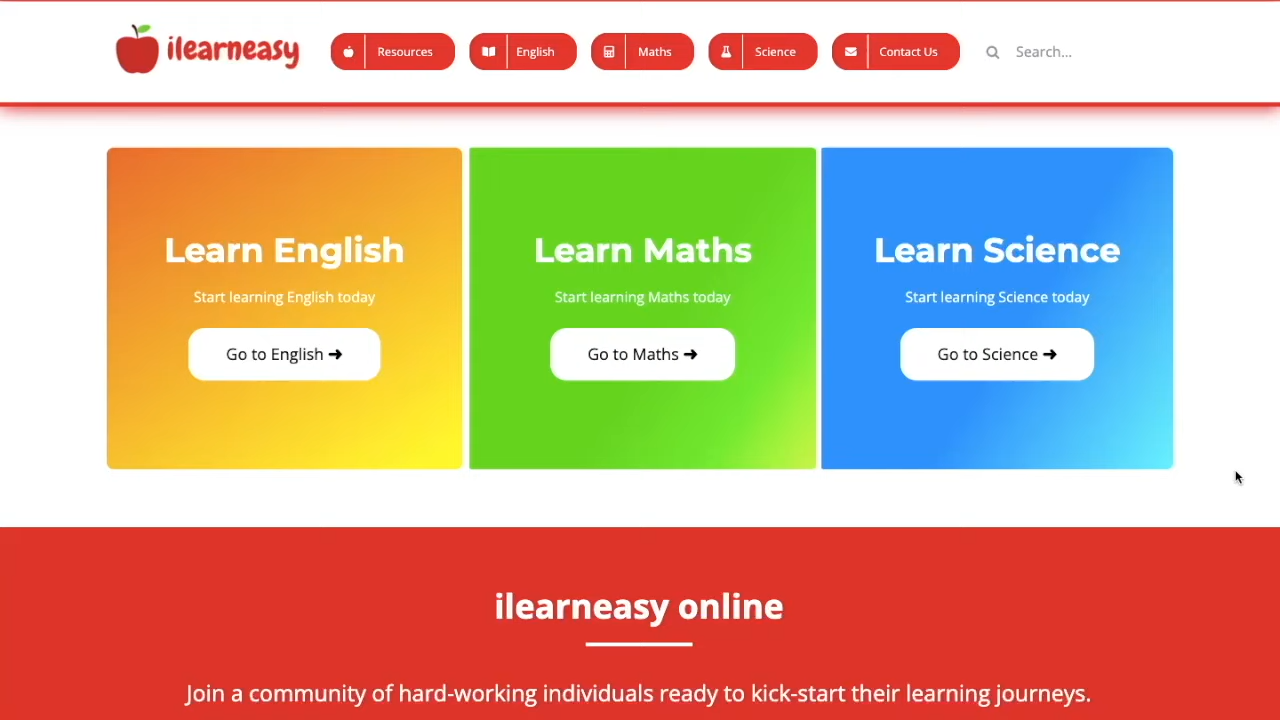 ilearneasy
Resources
English
Maths
Science
Contact Us
Search...
Learn English
Start learning English today
Go to English ➜
Learn Maths
Start learning Maths today
Go to Maths ➜
Learn Science
Start learning Science today
Go to Science ➜
ilearneasy online
Join a community of hard-working individuals ready to kick-start their learning journeys.